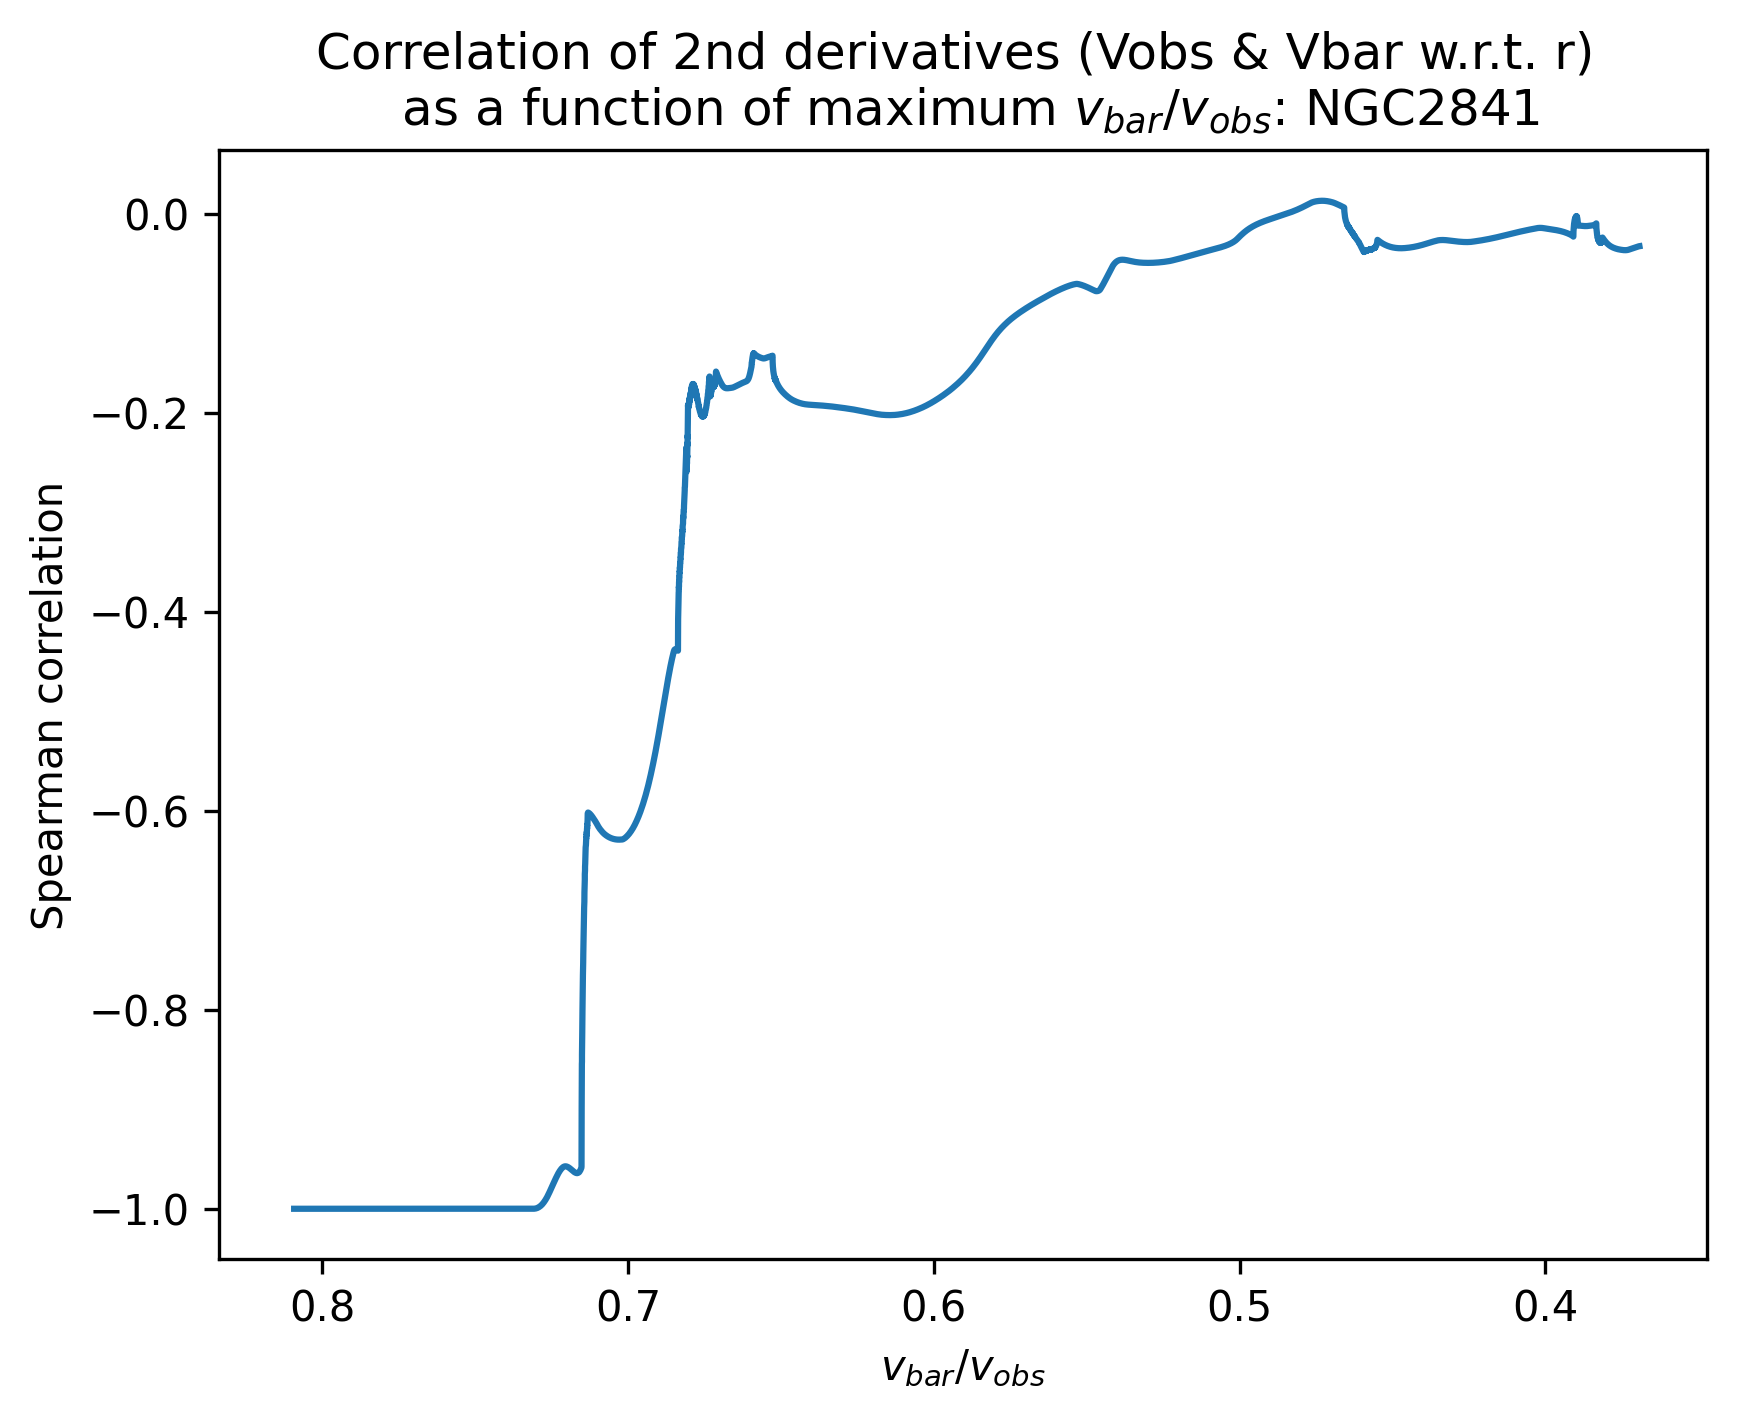 Correlation of 2nd derivatives (Vobs & Vbar w.r.t. r)
as a function of maximum v_bar/v_obs: NGC2841
0.0
−0.2
−0.4
−0.6
−0.8
−1.0
Spearman correlation
0.8 0.7 0.6 0.5 0.4
v_bar/v_obs